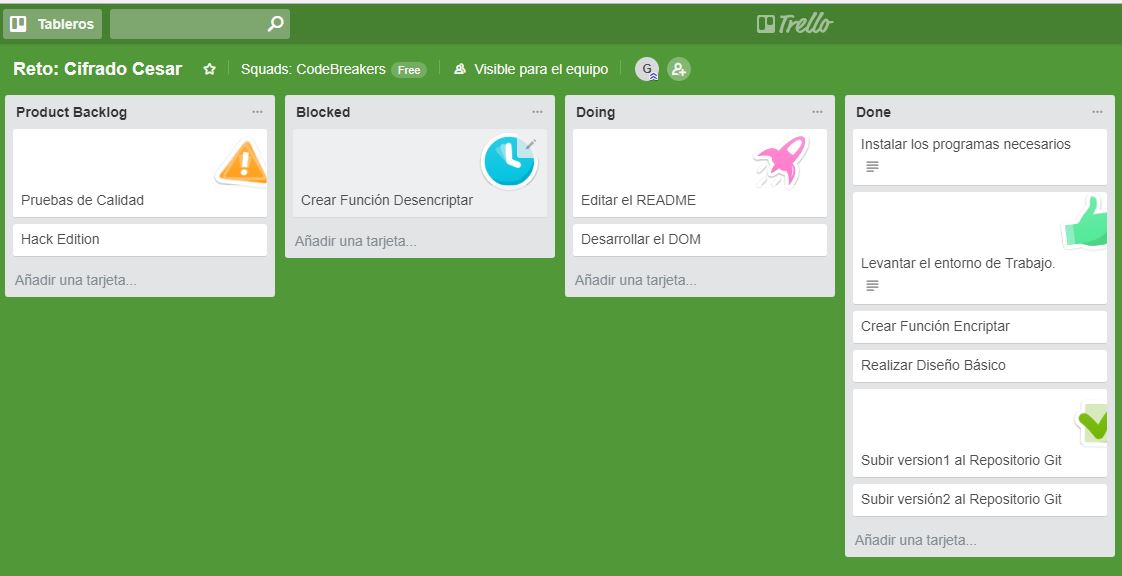 Tableros
Trello
Reto: Cifrado Cesar
Squads: CodeBreakers Free
Visible para el equipo
G
Product Backlog
Pruebas de Calidad
Hack Edition
Añadir una tarjeta...
Blocked
Crear Función Desencriptar
Añadir una tarjeta...
Doing
Editar el README
Desarrollar el DOM
Añadir una tarjeta...
Done
Instalar los programas necesarios
Levantar el entorno de Trabajo.
Crear Función Encriptar
Realizar Diseño Básico
Subir version1 al Repositorio Git
Subir versión2 al Repositorio Git
Añadir una tarjeta...